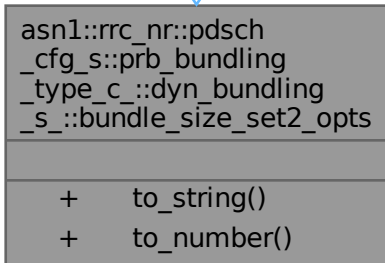 asn1::rrc_nr::pdsch
_cfg_s::prb_bundling
_type_c_::dyn_bundling
_s_::bundle_size_set2_opts
+ to_string()
+ to_number()